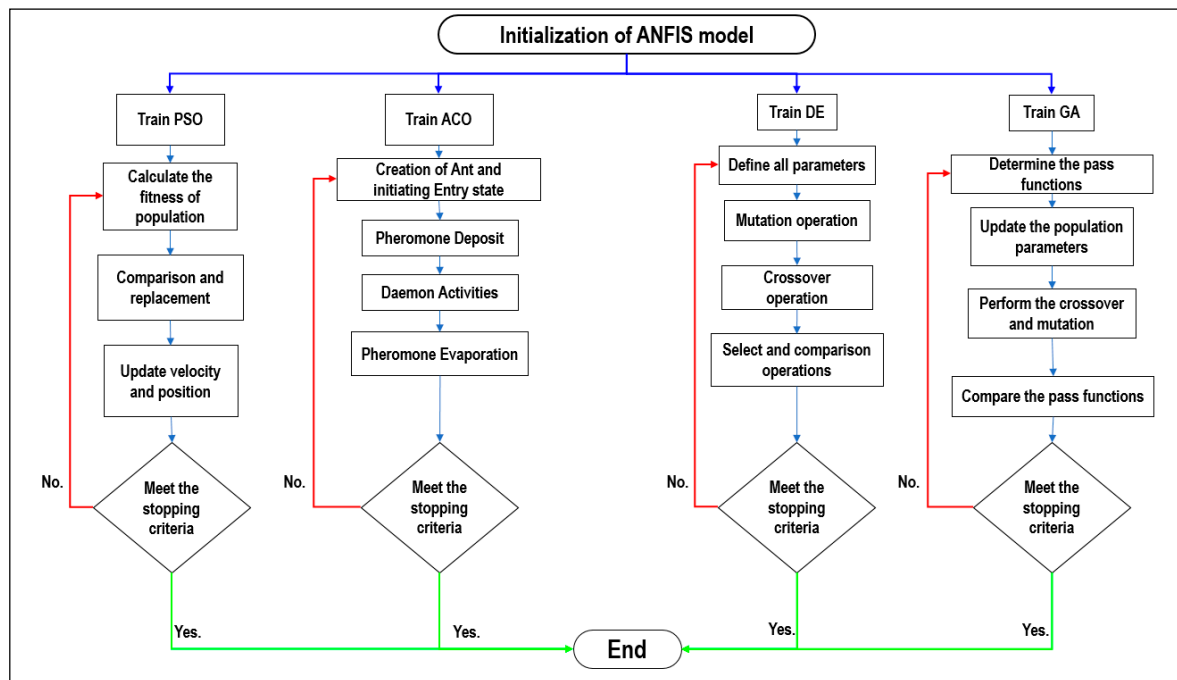 Initialization of ANFIS model
Train PSO
Calculate the
fitness of
population
Comparison and
replacement
Update velocity
and position
Meet the
stopping
criteria
No.
Yes.
Train ACO
Creation of Ant and
initiating Entry state
Pheromone Deposit
Daemon Activities
Pheromone Evaporation
Meet the
stopping
criteria
No.
Yes.
Train DE
Define all parameters
Mutation operation
Crossover
operation
Select and comparison
operations
Meet the
stopping
criteria
No.
Yes.
Train GA
Determine the pass
functions
Update the population
parameters
Perform the crossover
and mutation
Compare the pass functions
Meet the
stopping
criteria
No.
Yes.
End